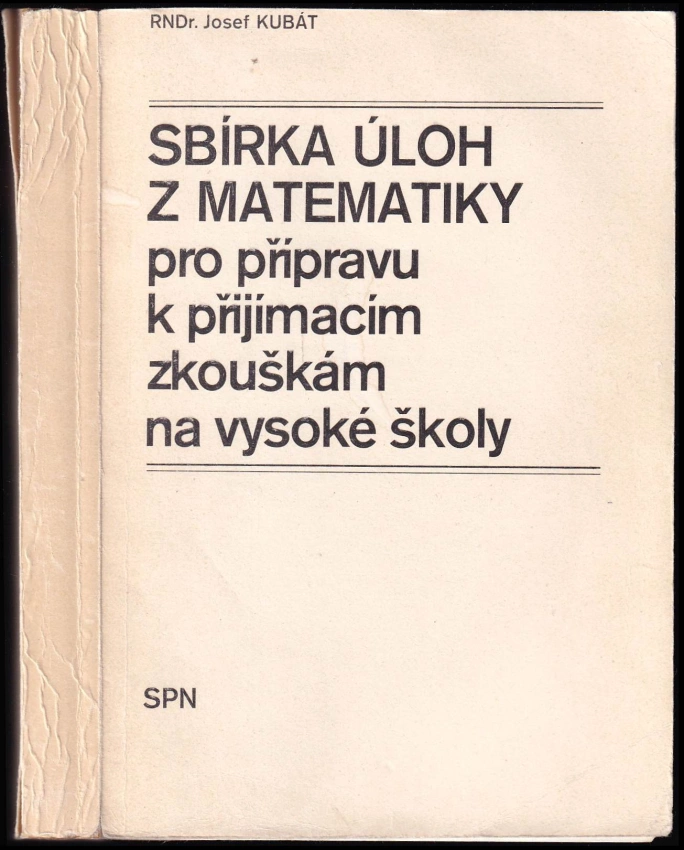 RNDr. Josef KUBÁT
SBÍRKA ÚLOH
Z MATEMATIKY
pro přípravu
k přijímacím
zkouškám
na vysoké školy
SPN